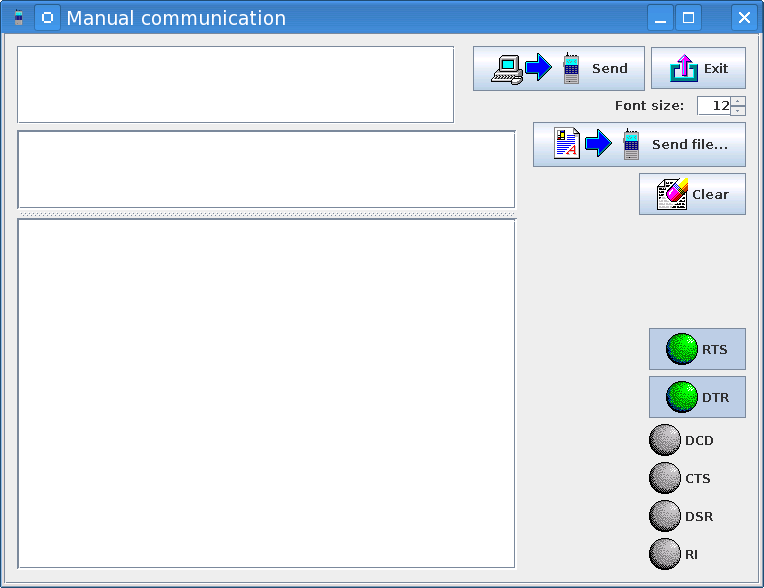 Manual communication
Send
Exit
Font size: 12
Send file...
Clear
RTS
DTR
DCD
CTS
DSR
RI